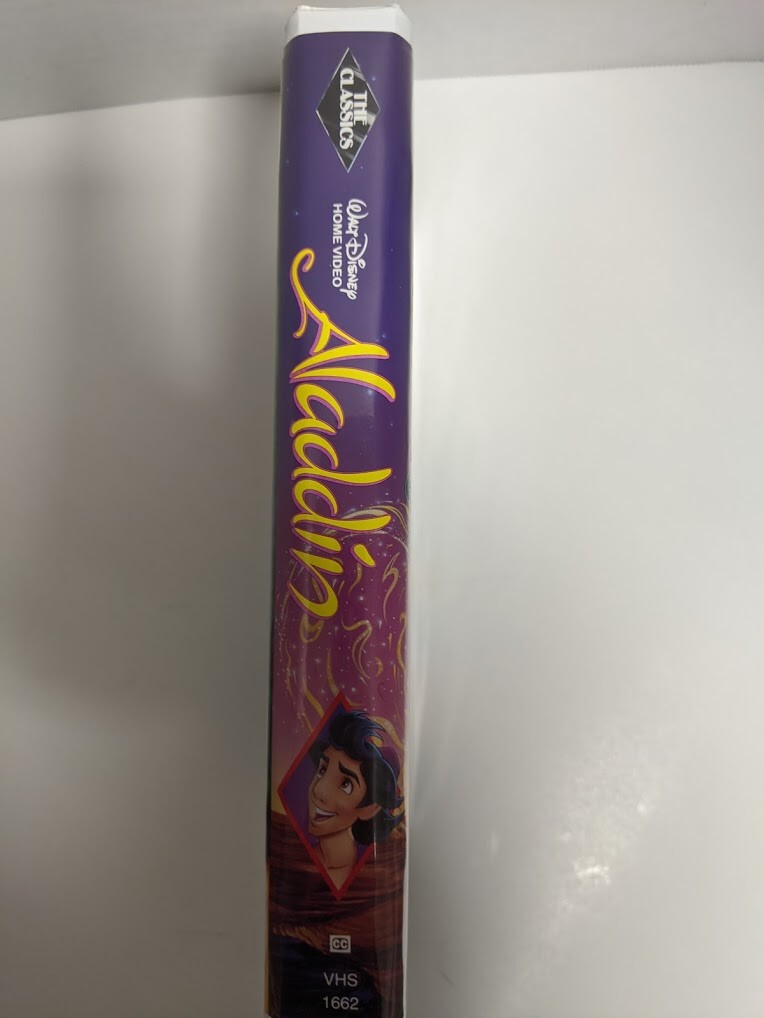 THE
CLASSICS
WALT DISNEY
HOME VIDEO
Aladdin
CC
VHS
1662